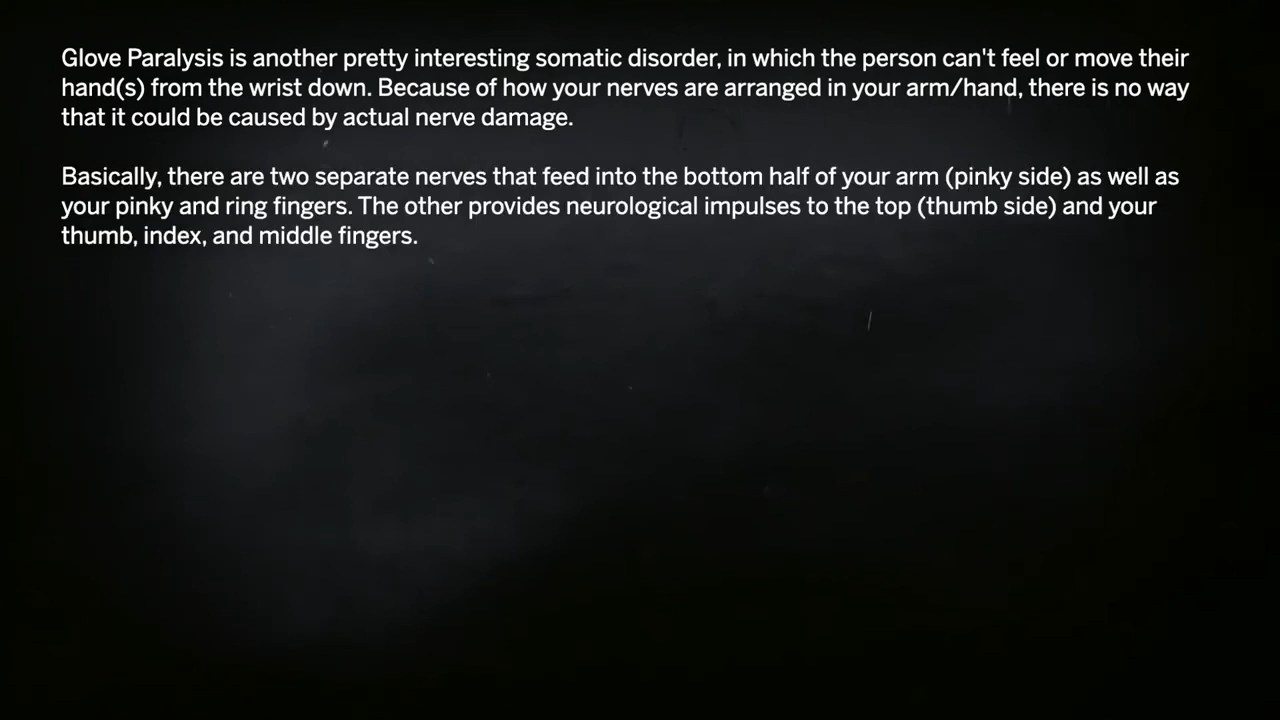 Glove Paralysis is another pretty interesting somatic disorder, in which the person can't feel or move their
hand(s) from the wrist down. Because of how your nerves are arranged in your arm/hand, there is no way
that it could be caused by actual nerve damage.
Basically, there are two separate nerves that feed into the bottom half of your arm (pinky side) as well as
your pinky and ring fingers. The other provides neurological impulses to the top (thumb side) and your
thumb, index, and middle fingers.